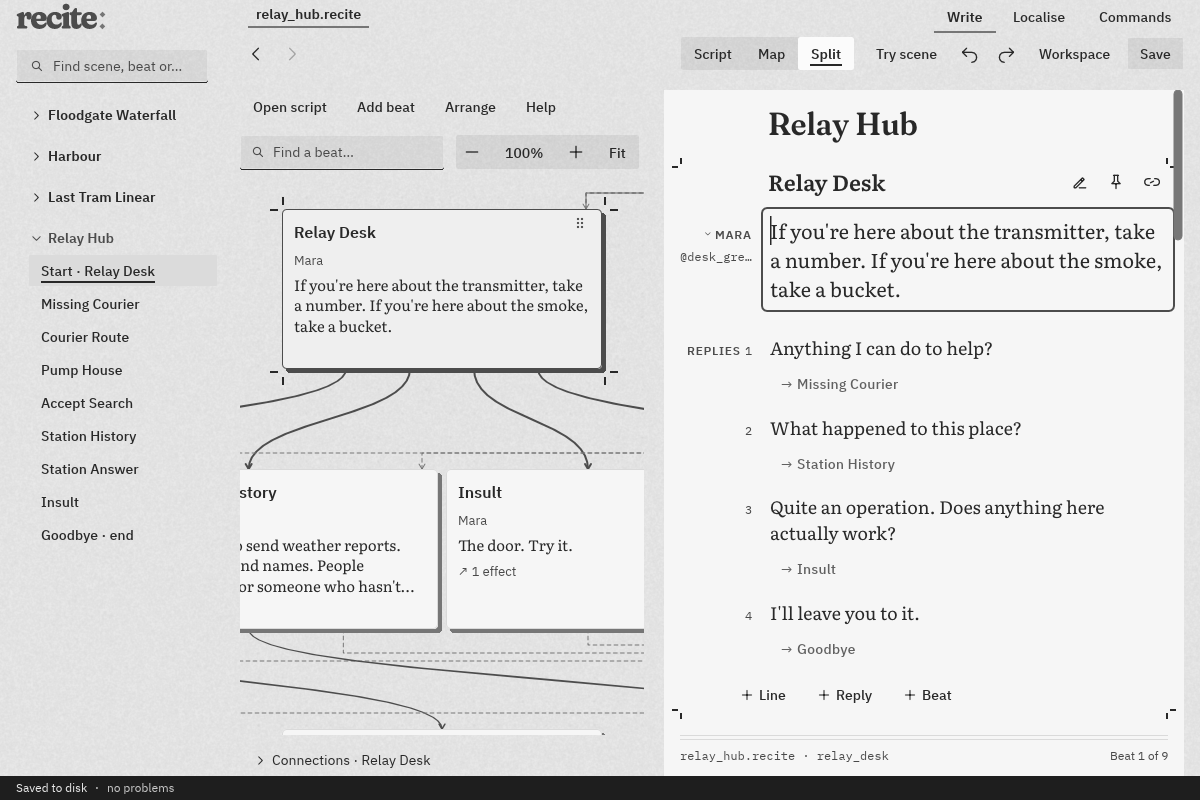 recite:
relay_hub.recite
Write
Localise
Commands
Script
Map
Split
Try scene
Workspace
Save
Find scene, beat or...
Floodgate Waterfall
Harbour
Last Tram Linear
Relay Hub
Start · Relay Desk
Missing Courier
Courier Route
Pump House
Accept Search
Station History
Station Answer
Insult
Goodbye · end
Open script
Add beat
Arrange
Help
Find a beat...
100%
Fit
Relay Desk
Mara
If you're here about the transmitter, take
a number. If you're here about the smoke,
take a bucket.
send weather reports.
names. People
or someone who hasn't...
Insult
Mara
The door. Try it.
↗ 1 effect
Connections · Relay Desk
Relay Hub
Relay Desk
MARA
@desk_gre…
If you're here about the transmitter, take
a number. If you're here about the smoke,
take a bucket.
REPLIES 1
Anything I can do to help?
→ Missing Courier
2
What happened to this place?
→ Station History
3
Quite an operation. Does anything here
actually work?
→ Insult
4
I'll leave you to it.
→ Goodbye
+ Line
+ Reply
+ Beat
relay_hub.recite · relay_desk
Beat 1 of 9
Saved to disk · no problems